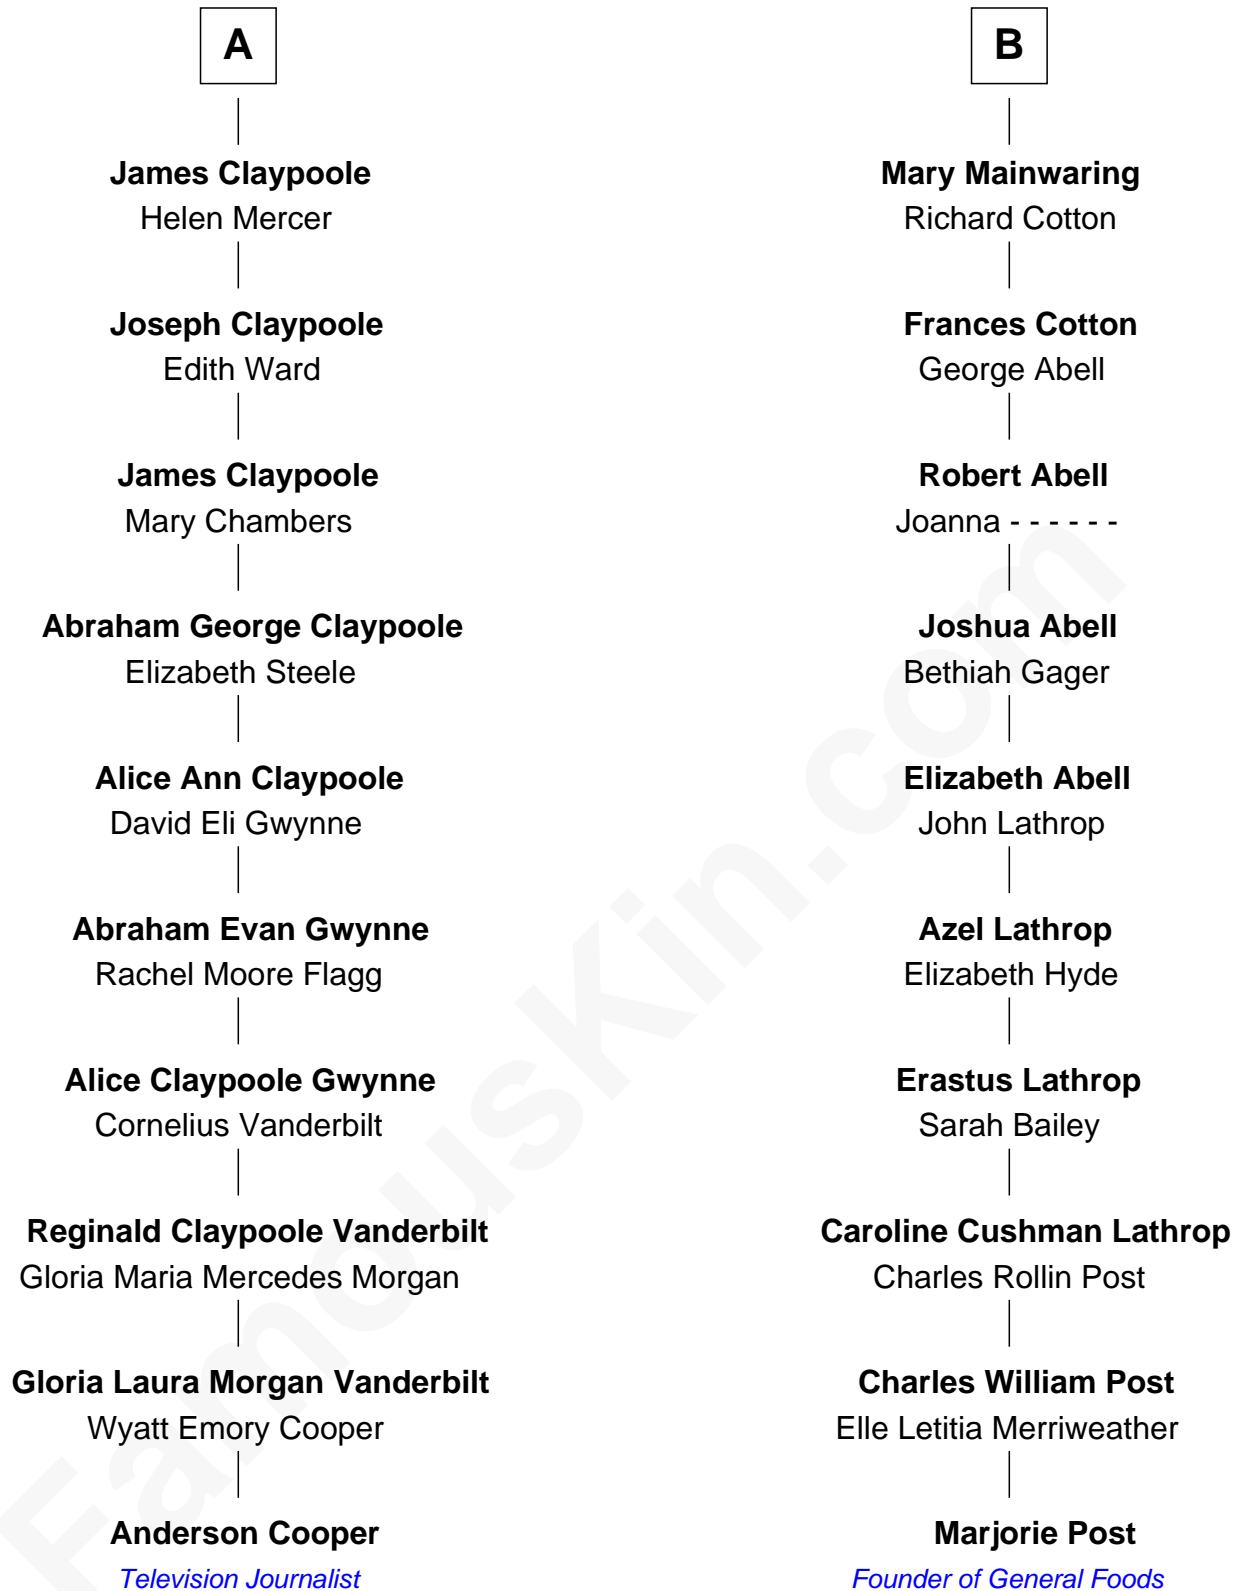 A
James Claypoole
Helen Mercer
Joseph Claypoole
Edith Ward
James Claypoole
Mary Chambers
Abraham George Claypoole
Elizabeth Steele
Alice Ann Claypoole
David Eli Gwynne
Abraham Evan Gwynne
Rachel Moore Flagg
Alice Claypoole Gwynne
Cornelius Vanderbilt
Reginald Claypoole Vanderbilt
Gloria Maria Mercedes Morgan
Gloria Laura Morgan Vanderbilt
Wyatt Emory Cooper
Anderson Cooper
Television Journalist
B
Mary Mainwaring
Richard Cotton
Frances Cotton
George Abell
Robert Abell
Joanna - - - - - -
Joshua Abell
Bethiah Gager
Elizabeth Abell
John Lathrop
Azel Lathrop
Elizabeth Hyde
Erastus Lathrop
Sarah Bailey
Caroline Cushman Lathrop
Charles Rollin Post
Charles William Post
Elle Letitia Merriweather
Marjorie Post
Founder of General Foods
FamousKin.com